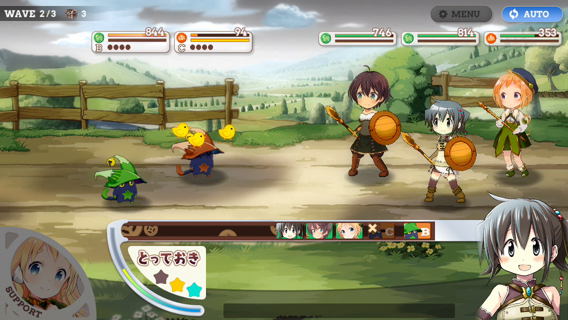 WAVE 2/3
3
MENU
AUTO
844
B
94
C
746
814
353
C
B
とっておき
SUPPORT